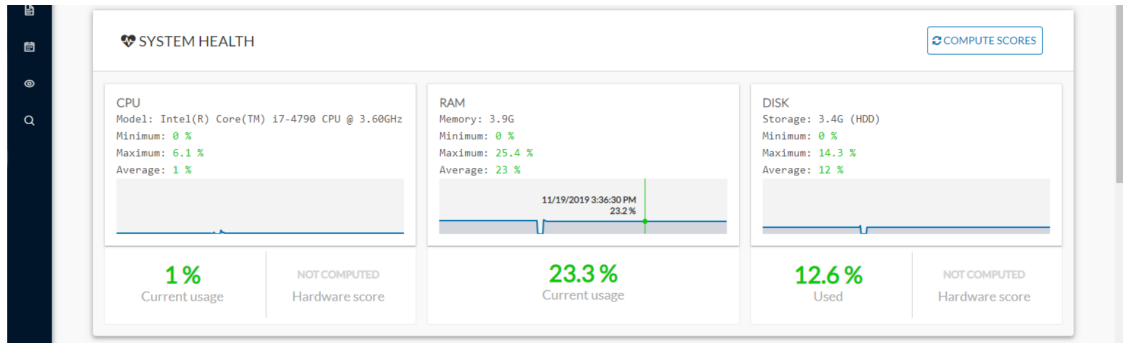 SYSTEM HEALTH
COMPUTE SCORES
CPU
Model: Intel(R) Core(TM) i7-4790 CPU @ 3.60GHz
Minimum: 0 %
Maximum: 6.1 %
Average: 1 %
1 %
Current usage
NOT COMPUTED
Hardware score
RAM
Memory: 3.9G
Minimum: 0 %
Maximum: 25.4 %
Average: 23 %
11/19/2019 3:36:30 PM
23.2 %
23.3 %
Current usage
DISK
Storage: 3.4G (HDD)
Minimum: 0 %
Maximum: 14.3 %
Average: 12 %
12.6 %
Used
NOT COMPUTED
Hardware score